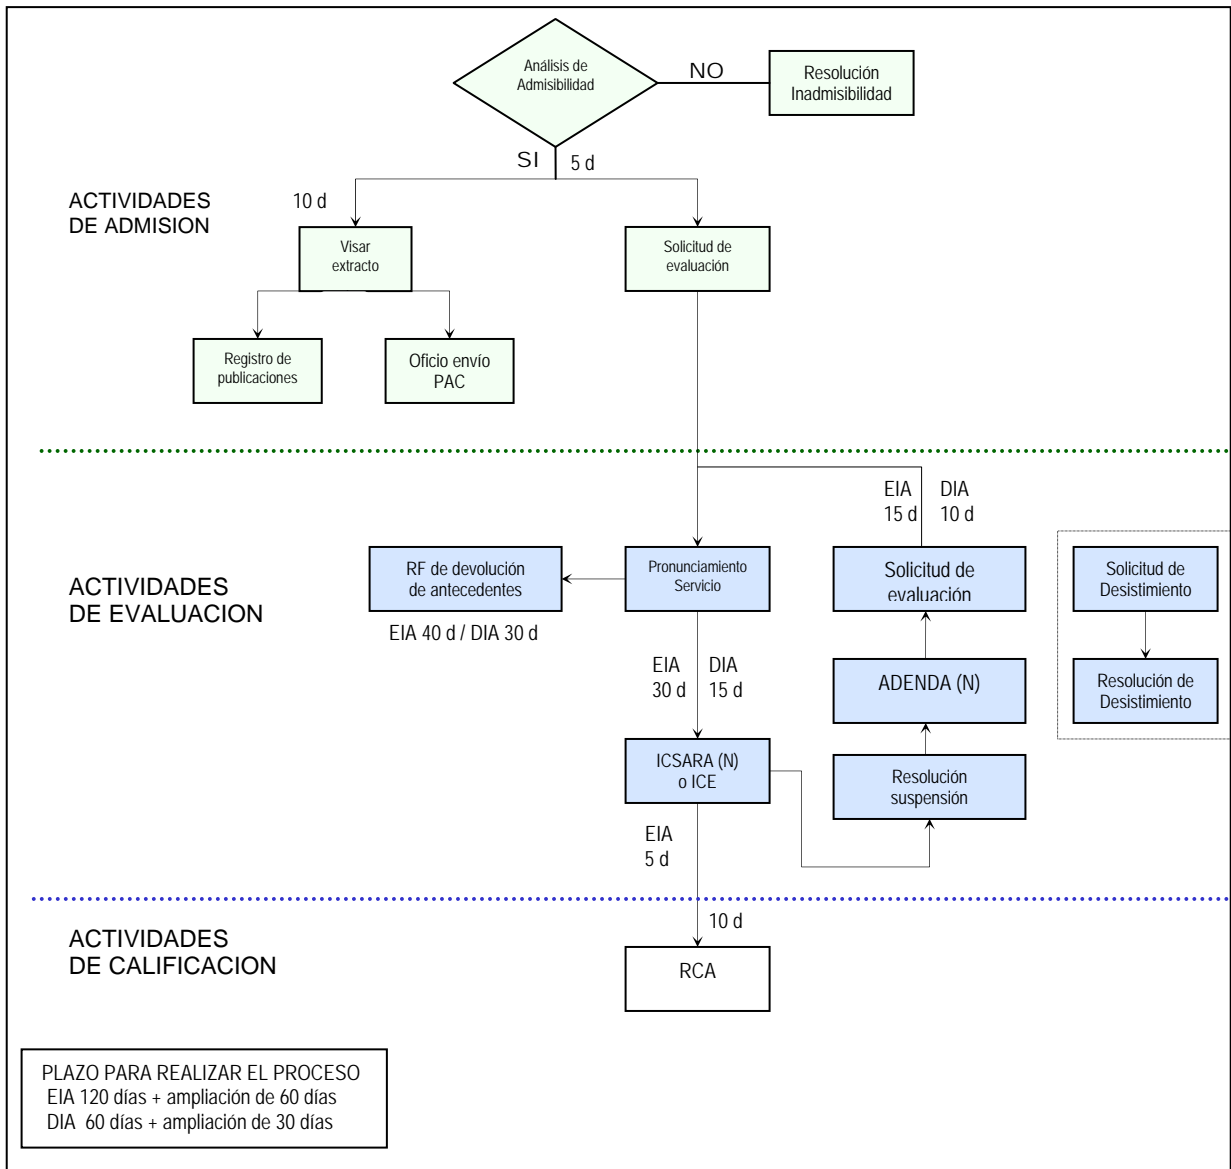 Análisis de
Admisibilidad
NO
Resolución
Inadmisibilidad
SI
5 d
ACTIVIDADES
DE ADMISION
10 d
Visar
extracto
Solicitud de
evaluación
Registro de
publicaciones
Oficio envío
PAC
EIA
15 d
DIA
10 d
ACTIVIDADES
DE EVALUACION
RF de devolución
de antecedentes
EIA 40 d / DIA 30 d
Pronunciamiento
Servicio
Solicitud de
evaluación
Solicitud de
Desistimiento
EIA
30 d
DIA
15 d
ADENDA (N)
Resolución de
Desistimiento
ICSARA (N)
o ICE
Resolución
suspensión
EIA
5 d
ACTIVIDADES
DE CALIFICACION
10 d
RCA
PLAZO PARA REALIZAR EL PROCESO
EIA 120 días + ampliación de 60 días
DIA 60 días + ampliación de 30 días